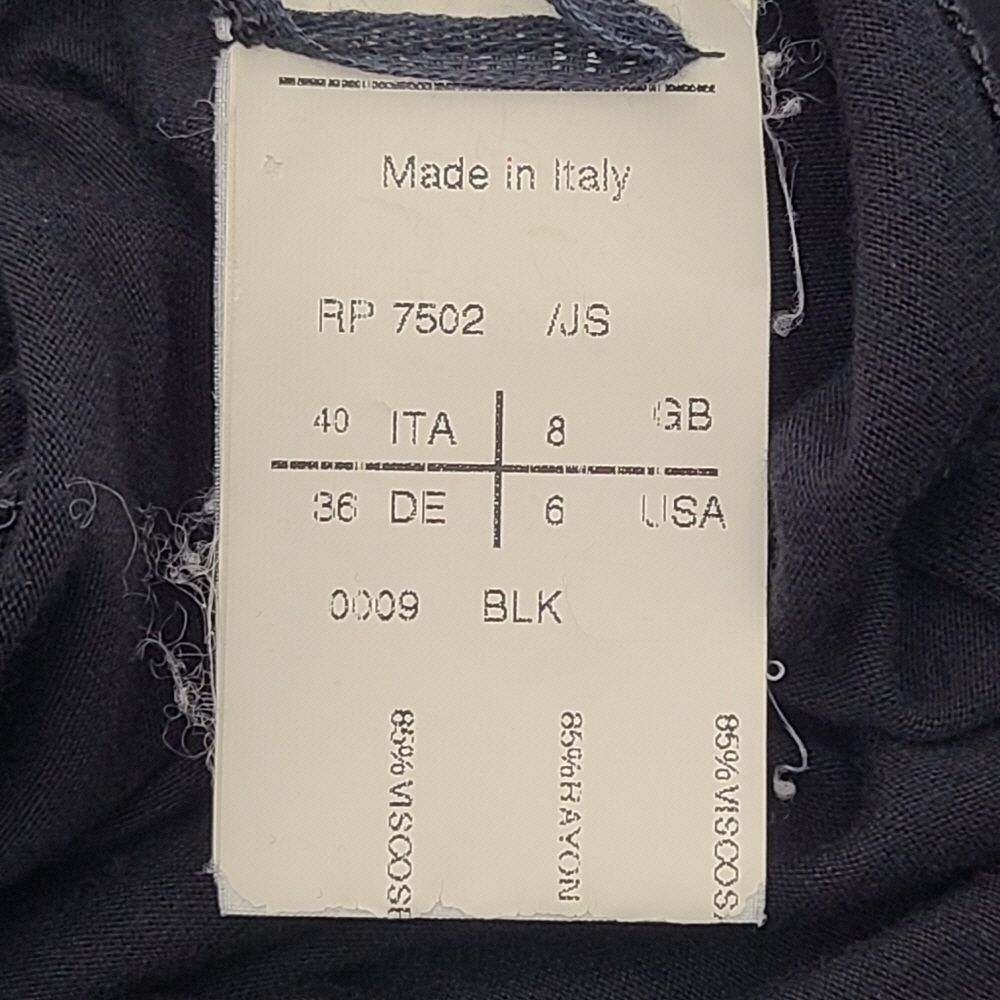 Made in Italy
RP 7502 /JS
40 ITA 8 GB
36 DE 6 USA
0009 BLK
85%VISCOSE
85%RAYON
85%VISCOSA